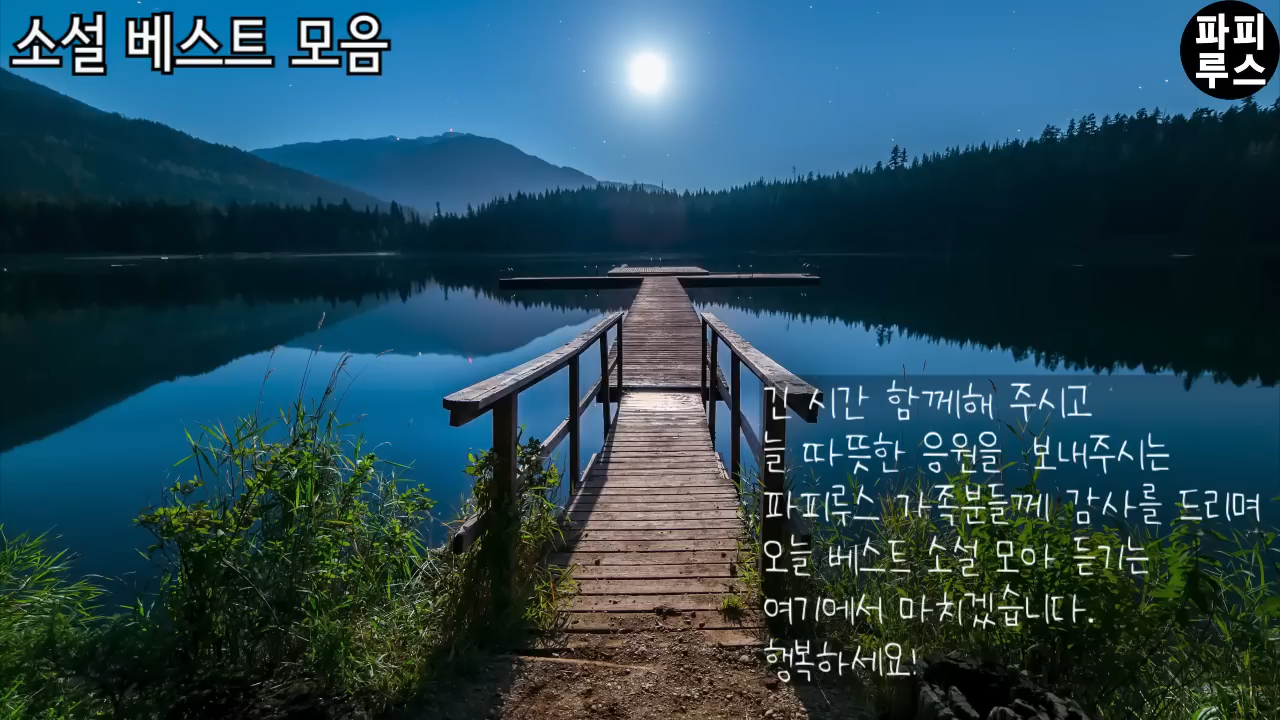 소설 베스트 모음
파피
루스
긴 시간 함께해 주시고
늘 따뜻한 응원을 보내주시는
파피루스 가족분들께 감사를 드리며
오늘 베스트 소설 모아 듣기는
여기에서 마치겠습니다.
행복하세요!